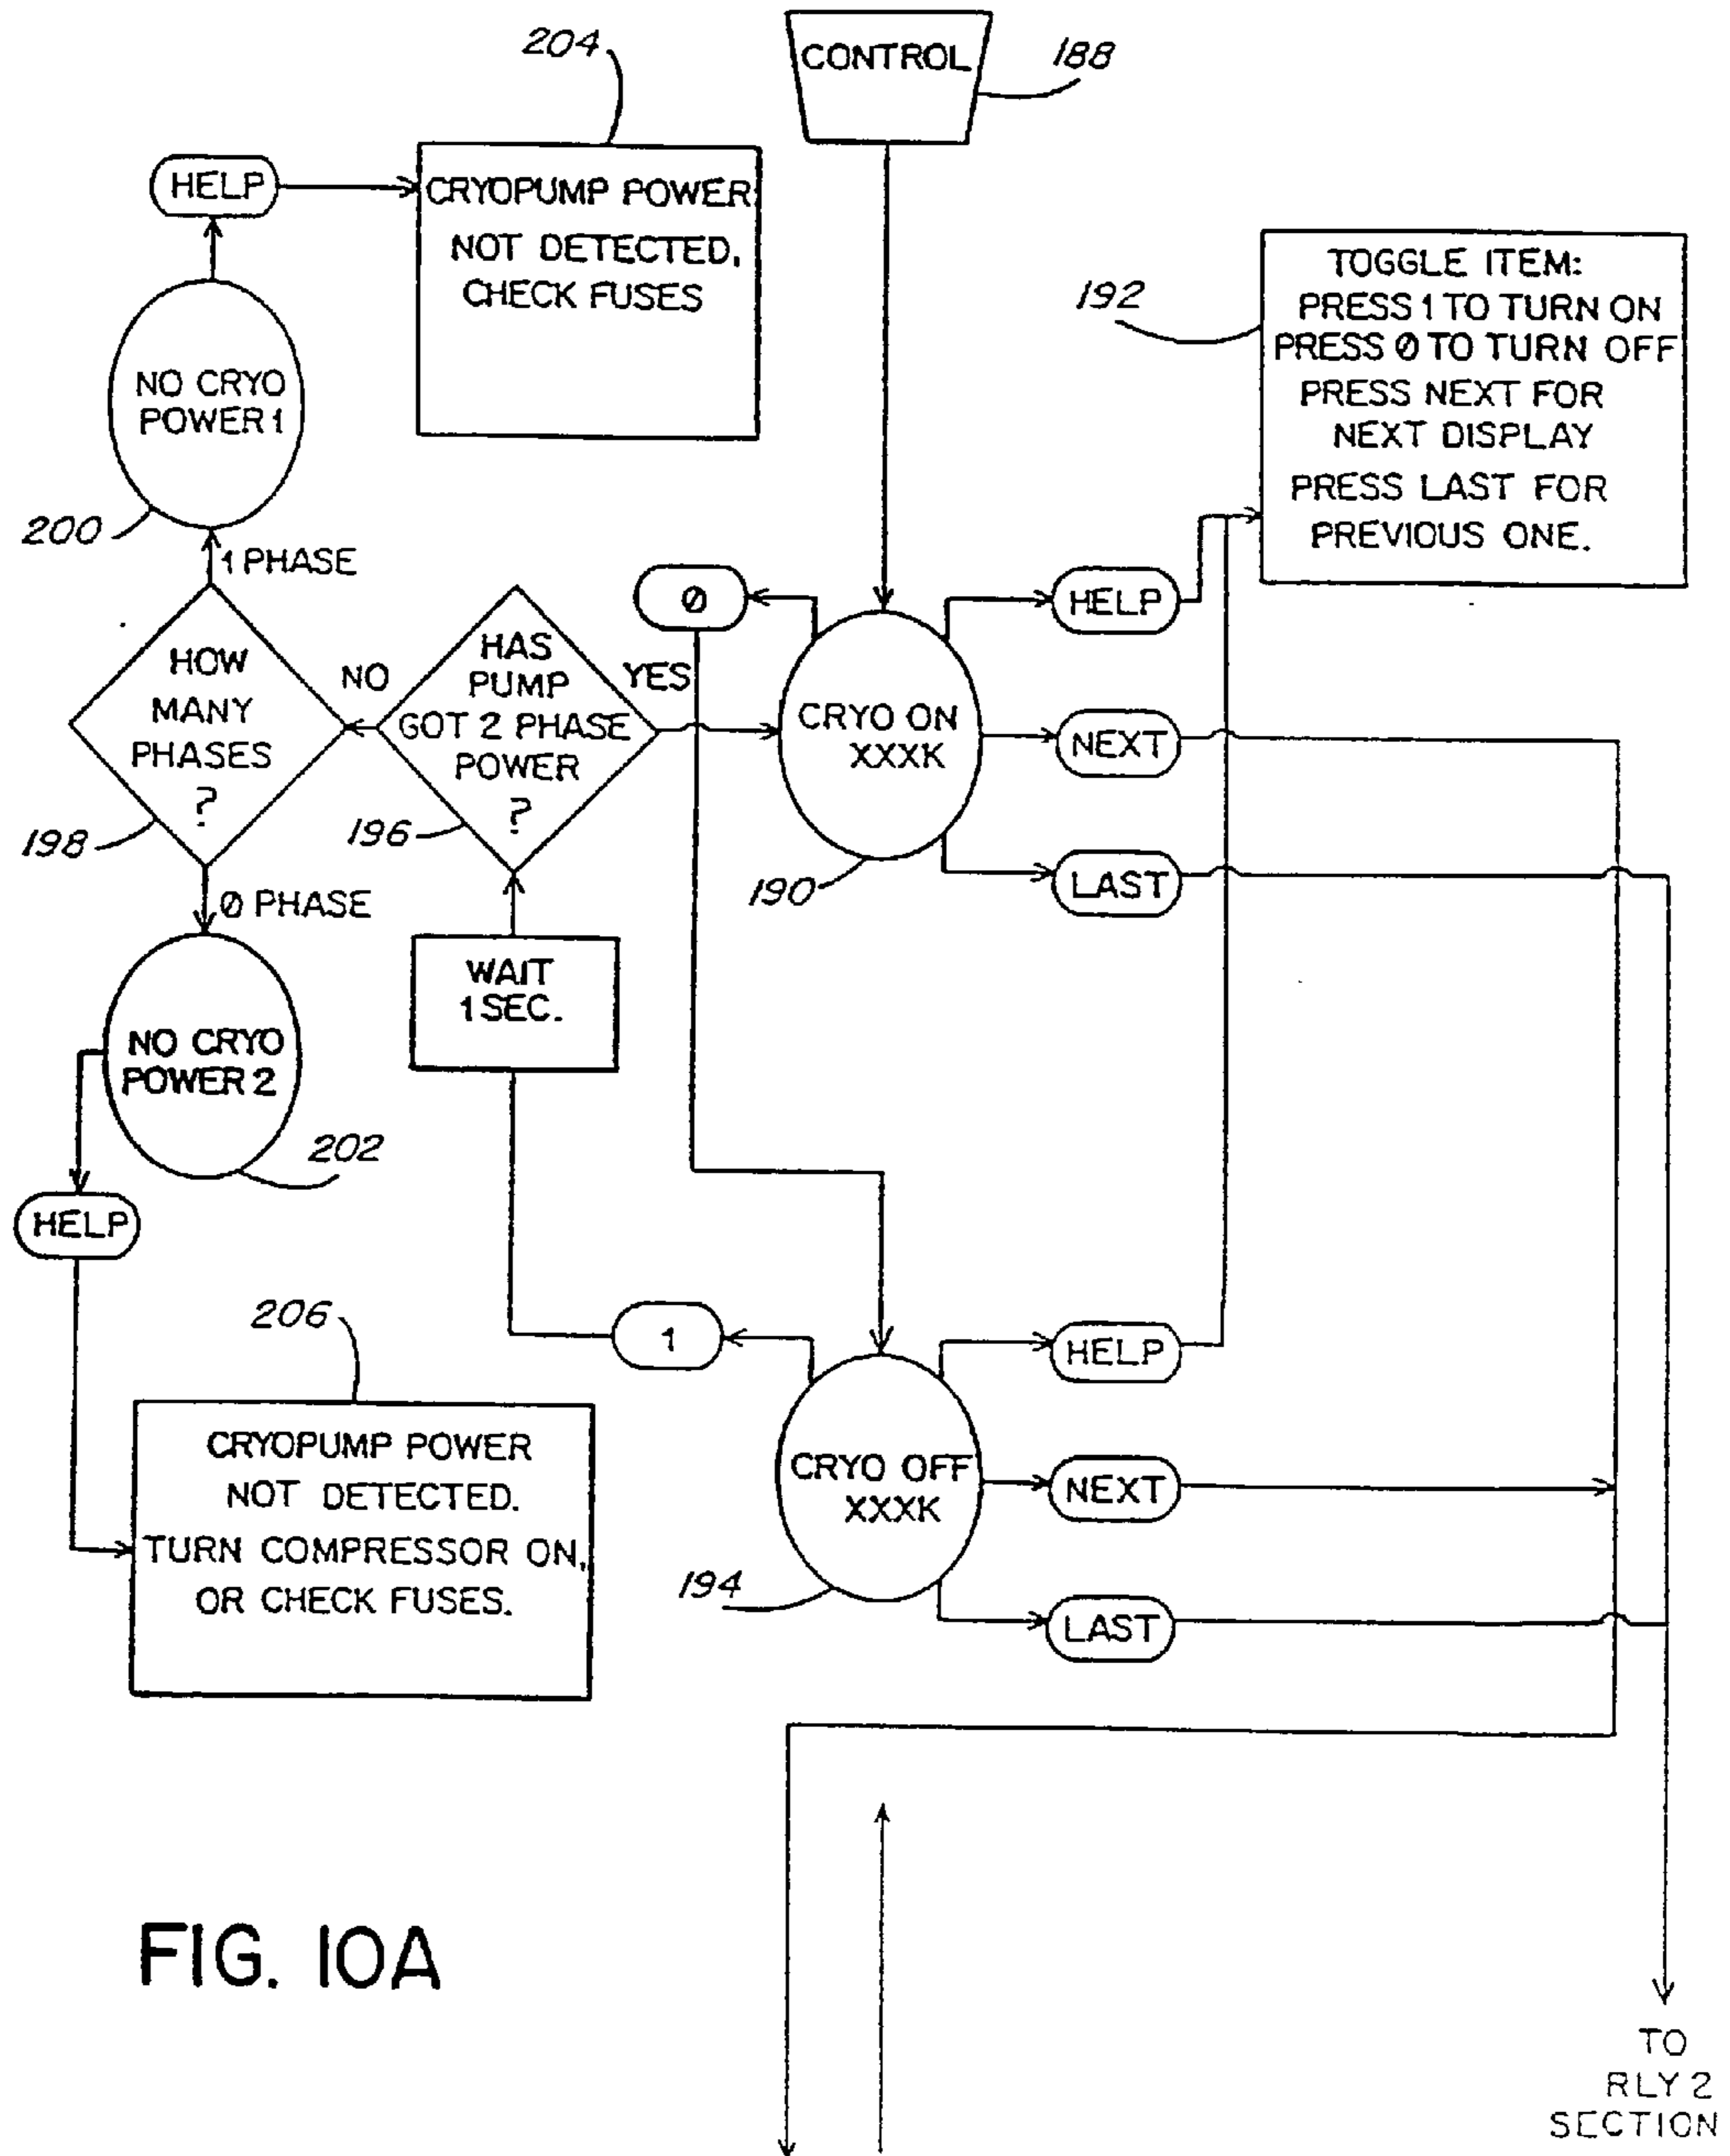 204
CONTROL
188
HELP
CRYOPUMP POWER
NOT DETECTED,
CHECK FUSES
192
TOGGLE ITEM:
PRESS 1 TO TURN ON
PRESS 0 TO TURN OFF
PRESS NEXT FOR
NEXT DISPLAY
PRESS LAST FOR
PREVIOUS ONE.
NO CRYO
POWER 1
200
1 PHASE
HOW
MANY
PHASES
?
198
NO
HAS
PUMP
GOT 2 PHASE
POWER
?
196
YES
0
CRYO ON
XXXK
190
HELP
NEXT
LAST
0 PHASE
NO CRYO
POWER 2
202
WAIT
1 SEC.
HELP
206
CRYOPUMP POWER
NOT DETECTED.
TURN COMPRESSOR ON,
OR CHECK FUSES.
1
CRYO OFF
XXXK
194
HELP
NEXT
LAST
FIG. 10A
TO
RLY 2
SECTION